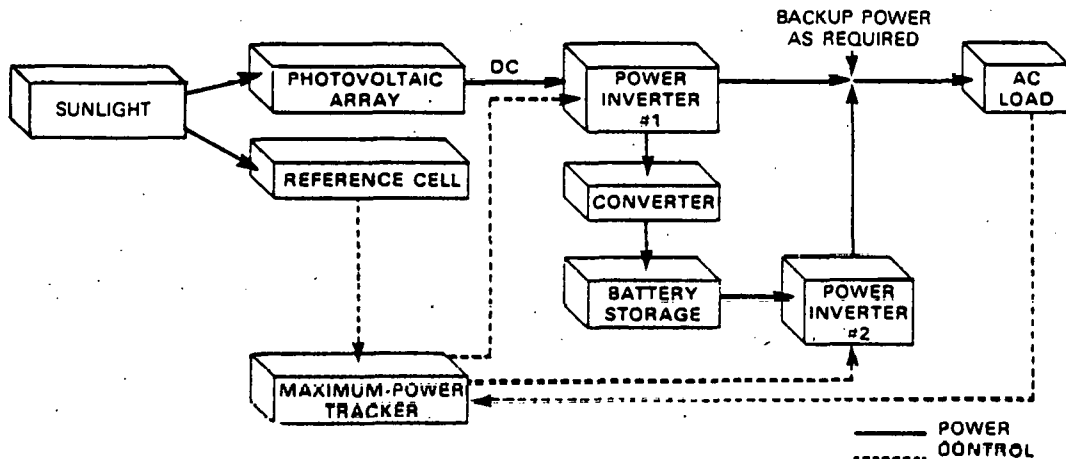 BACKUP POWER
AS REQUIRED
SUNLIGHT
PHOTOVOLTAIC
ARRAY
DC
POWER
INVERTER
#1
AC
LOAD
REFERENCE CELL
CONVERTER
BATTERY
STORAGE
POWER
INVERTER
#2
MAXIMUM-POWER
TRACKER
POWER
CONTROL